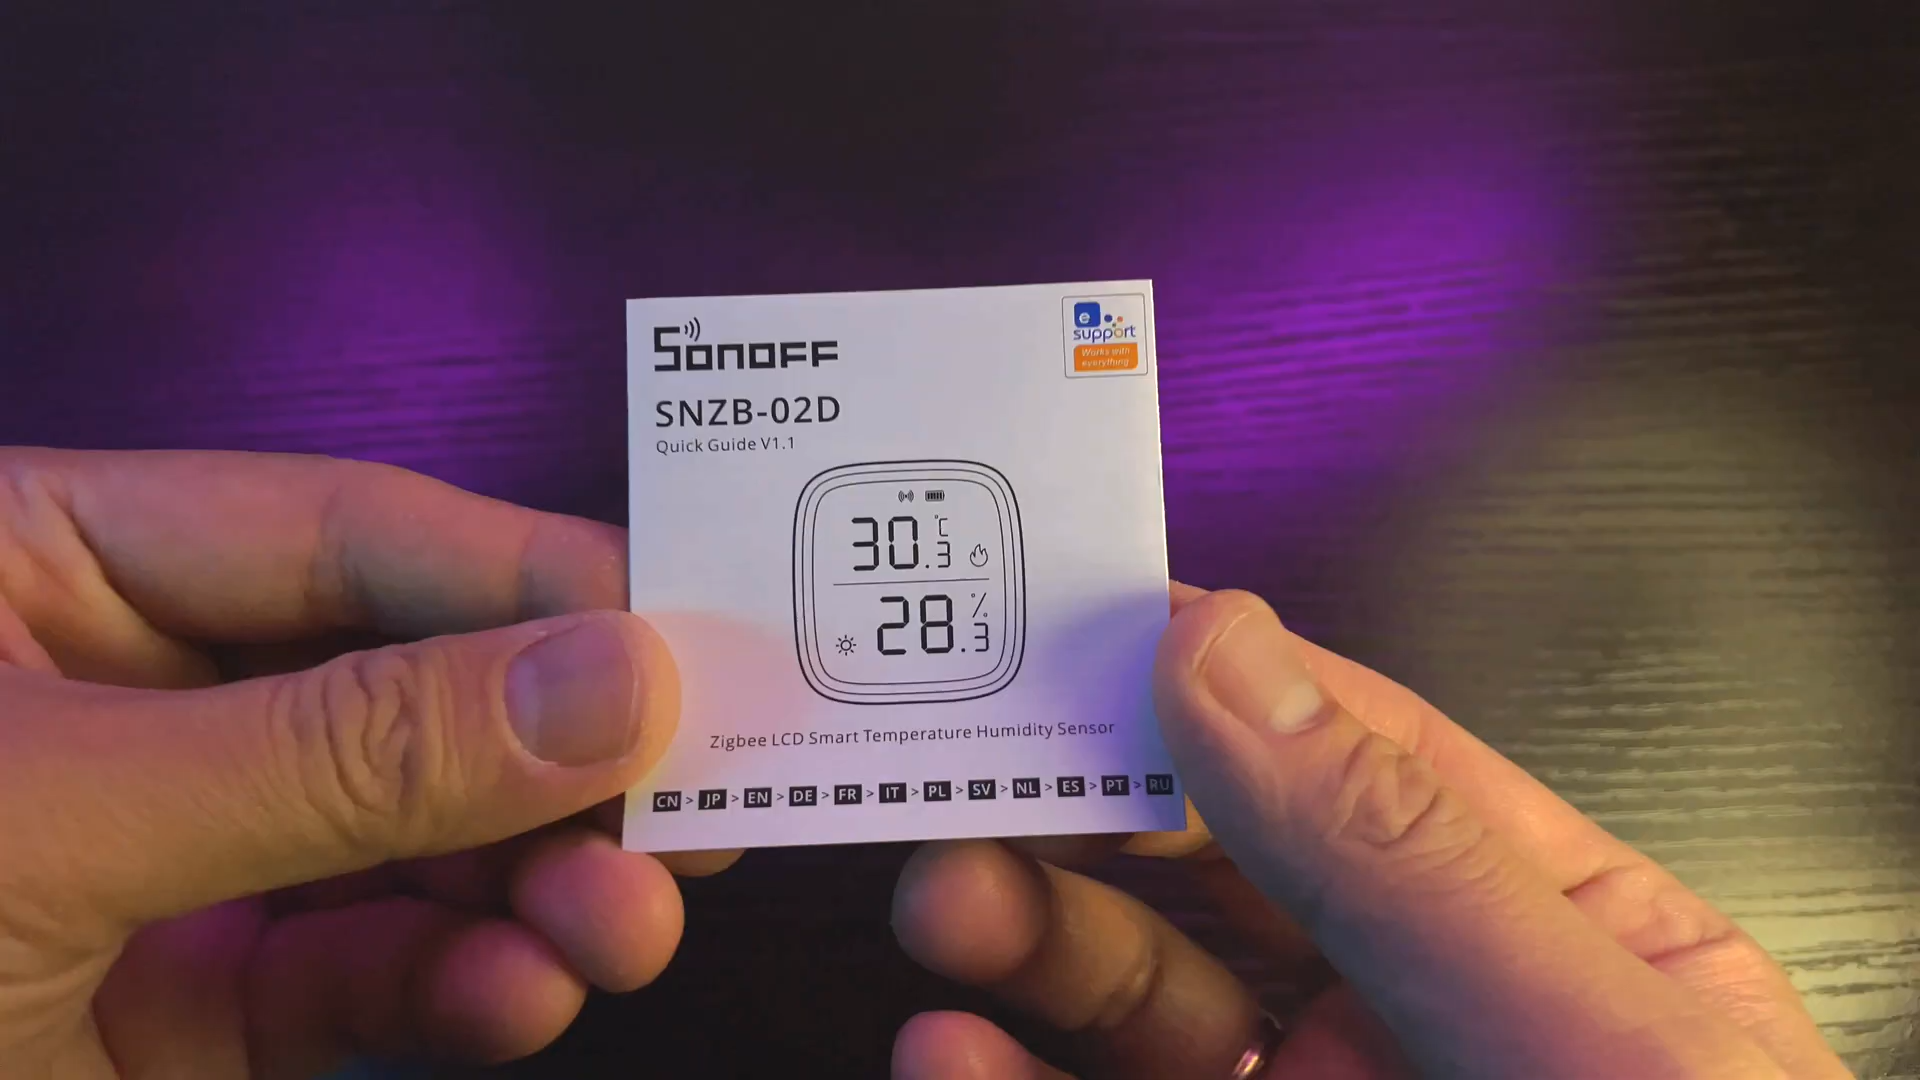 SONOFF
e
support
Works with
everything
SNZB-02D
Quick Guide V1.1
30.3 °C
28.3 %
Zigbee LCD Smart Temperature Humidity Sensor
CN > JP > EN > DE > FR > IT > PL > SV > NL > ES > PT > RU